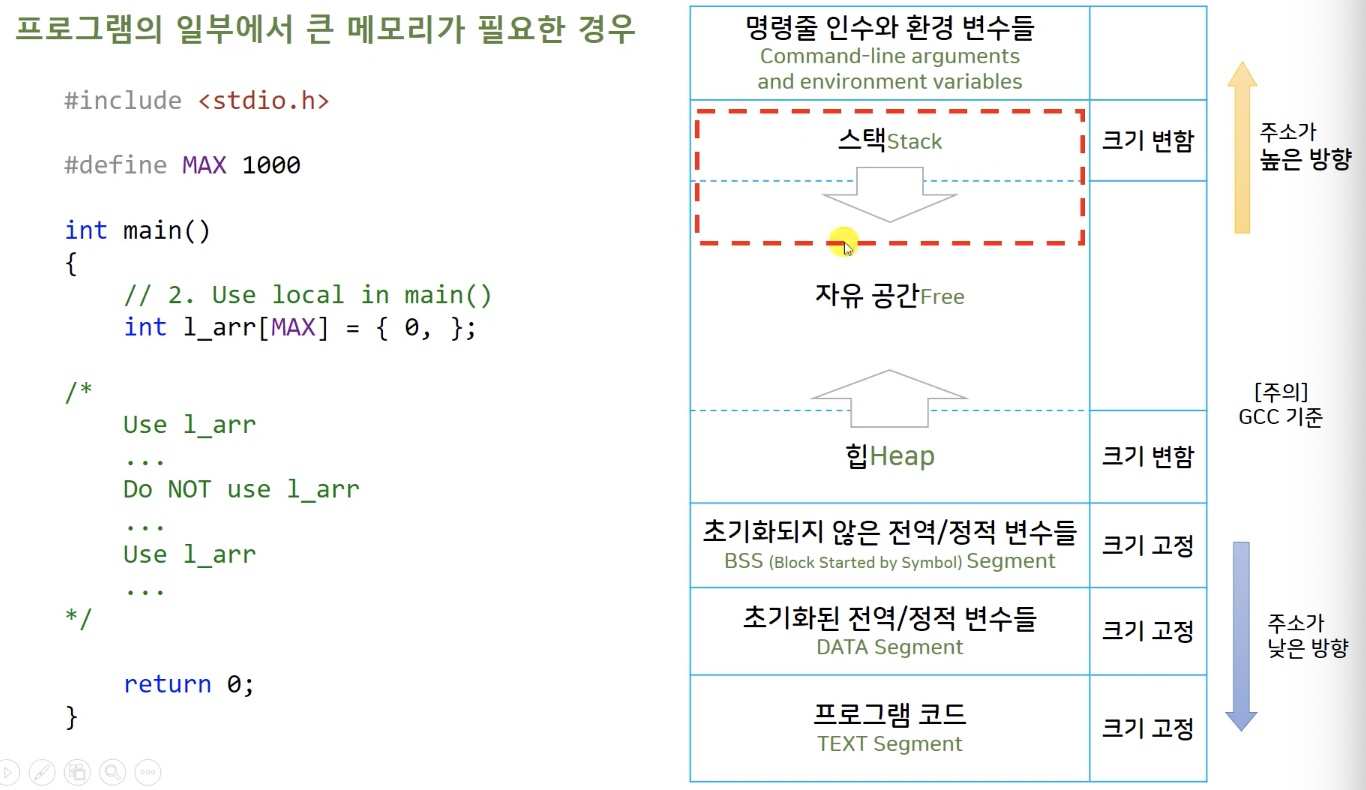 프로그램의 일부에서 큰 메모리가 필요한 경우
#include <stdio.h>
#define MAX 1000
int main()
{
// 2. Use local in main()
int l_arr[MAX] = { 0, };
/*
Use l_arr
...
Do NOT use l_arr
...
Use l_arr
...
*/
return 0;
}
명령줄 인수와 환경 변수들
Command-line arguments
and environment variables
스택Stack
크기 변함
자유 공간Free
힙Heap
크기 변함
초기화되지 않은 전역/정적 변수들
BSS (Block Started by Symbol) Segment
크기 고정
초기화된 전역/정적 변수들
DATA Segment
크기 고정
프로그램 코드
TEXT Segment
크기 고정
주소가
높은 방향
[주의]
GCC 기준
주소가
낮은 방향